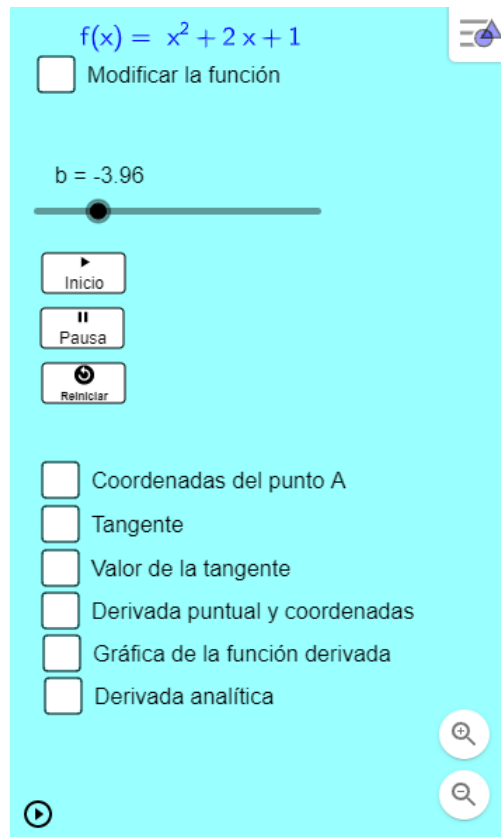 f(x) = x² + 2 x + 1
Modificar la función
b = -3.96
Inicio
Pausa
Reiniciar
Coordenadas del punto A
Tangente
Valor de la tangente
Derivada puntual y coordenadas
Gráfica de la función derivada
Derivada analítica